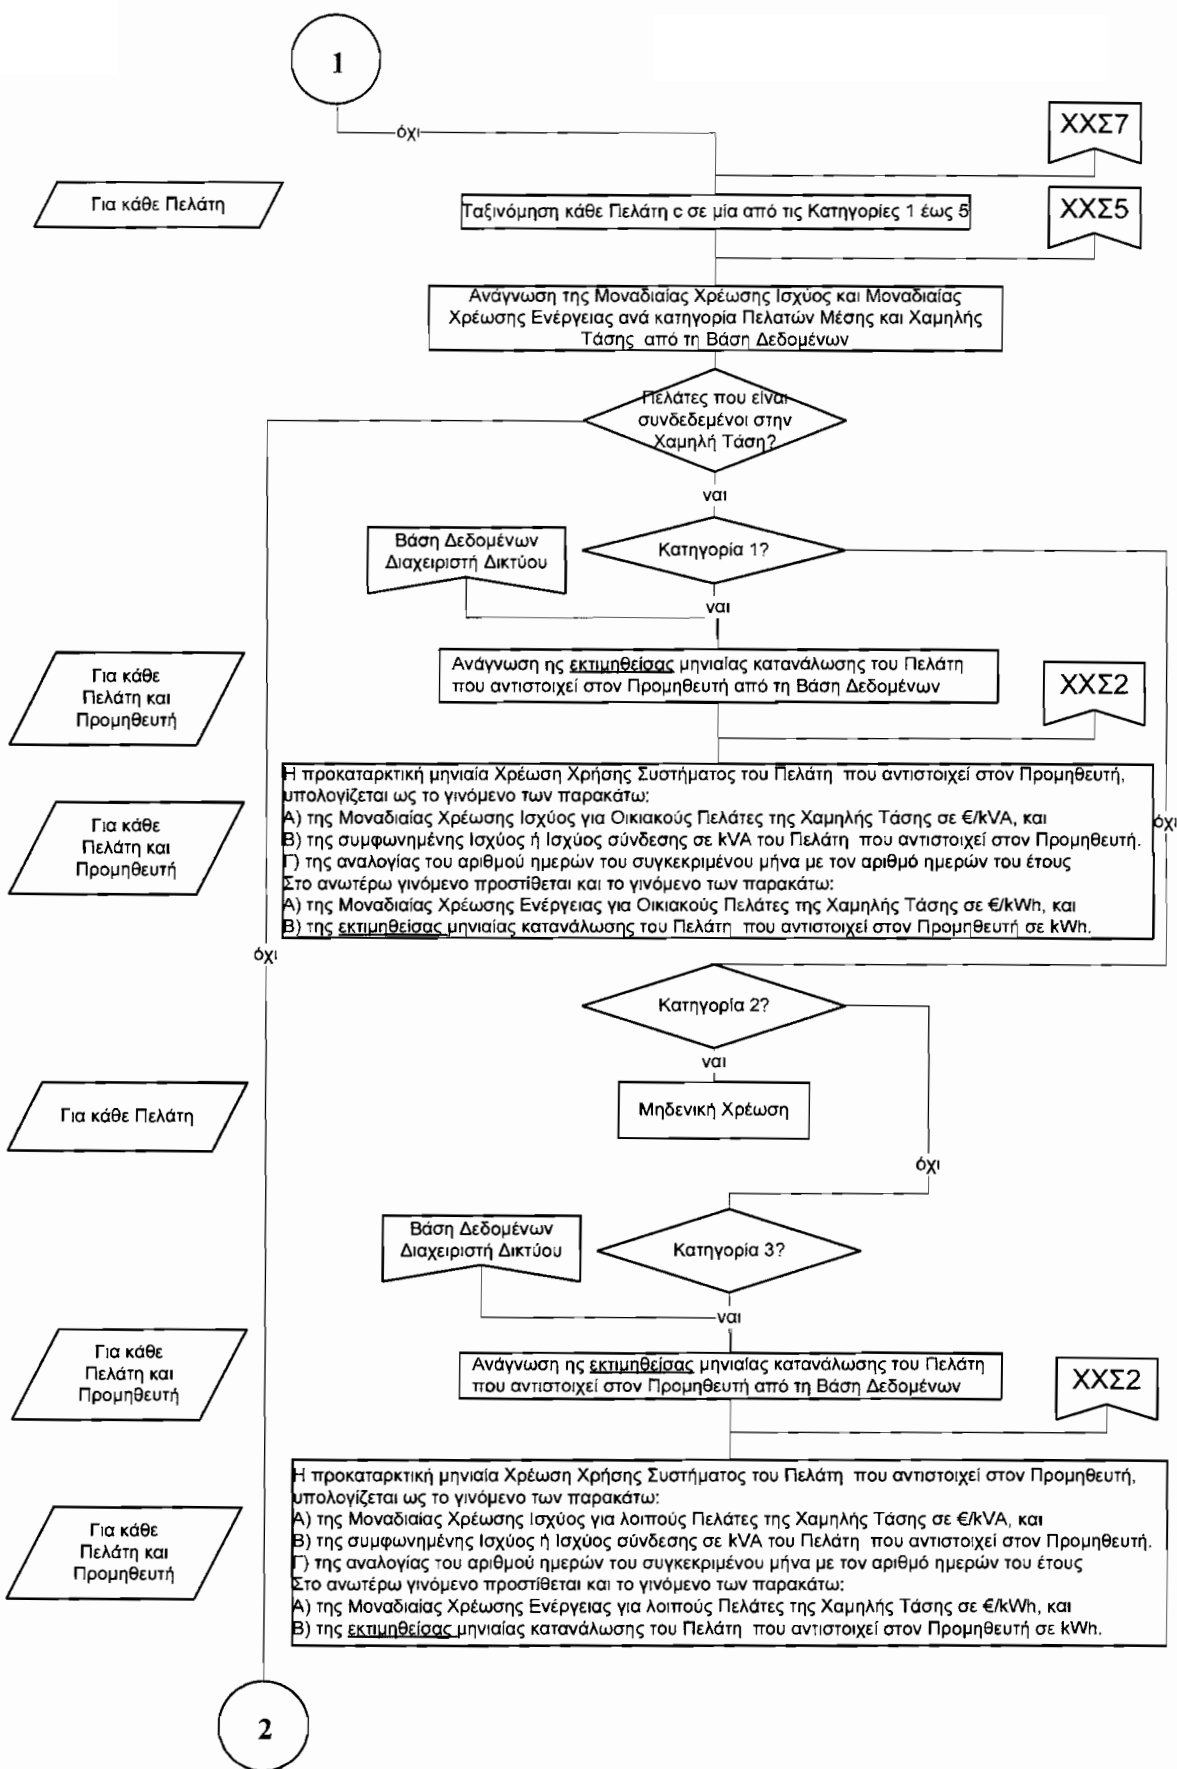 1
όχι
ΧΧΣ7
Για κάθε Πελάτη
Ταξινόμηση κάθε Πελάτη c σε μία από τις Κατηγορίες 1 έως 5
ΧΧΣ5
Ανάγνωση της Μοναδιαίας Χρέωσης Ισχύος και Μοναδιαίας
Χρέωσης Ενέργειας ανά κατηγορία Πελατών Μέσης και Χαμηλής
Τάσης από τη Βάση Δεδομένων
Πελάτες που είναι
συνδεδεμένοι στην
Χαμηλή Τάση?
ναι
Βάση Δεδομένων
Διαχειριστή Δικτύου
Κατηγορία 1?
ναι
Για κάθε
Πελάτη και
Προμηθευτή
Ανάγνωση ης εκτιμηθείσας μηνιαίας κατανάλωσης του Πελάτη
που αντιστοιχεί στον Προμηθευτή από τη Βάση Δεδομένων
ΧΧΣ2
Για κάθε
Πελάτη και
Προμηθευτή
Η προκαταρκτική μηνιαία Χρέωση Χρήσης Συστήματος του Πελάτη που αντιστοιχεί στον Προμηθευτή,
υπολογίζεται ως το γινόμενο των παρακάτω:
Α) της Μοναδιαίας Χρέωσης Ισχύος για Οικιακούς Πελάτες της Χαμηλής Τάσης σε €/kVA, και
Β) της συμφωνημένης Ισχύος ή Ισχύος σύνδεσης σε kVA του Πελάτη που αντιστοιχεί στον Προμηθευτή.
Γ) της αναλογίας του αριθμού ημερών του συγκεκριμένου μήνα με τον αριθμό ημερών του έτους
Στο ανωτέρω γινόμενο προστίθεται και το γινόμενο των παρακάτω:
Α) της Μοναδιαίας Χρέωσης Ενέργειας για Οικιακούς Πελάτες της Χαμηλής Τάσης σε €/kWh, και
Β) της εκτιμηθείσας μηνιαίας κατανάλωσης του Πελάτη που αντιστοιχεί στον Προμηθευτή σε kWh.
όχι
όχι
Κατηγορία 2?
ναι
Για κάθε Πελάτη
Μηδενική Χρέωση
όχι
Βάση Δεδομένων
Διαχειριστή Δικτύου
Κατηγορία 3?
ναι
Για κάθε
Πελάτη και
Προμηθευτή
Ανάγνωση ης εκτιμηθείσας μηνιαίας κατανάλωσης του Πελάτη
που αντιστοιχεί στον Προμηθευτή από τη Βάση Δεδομένων
ΧΧΣ2
Για κάθε
Πελάτη και
Προμηθευτή
Η προκαταρκτική μηνιαία Χρέωση Χρήσης Συστήματος του Πελάτη που αντιστοιχεί στον Προμηθευτή,
υπολογίζεται ως το γινόμενο των παρακάτω:
Α) της Μοναδιαίας Χρέωσης Ισχύος για λοιπούς Πελάτες της Χαμηλής Τάσης σε €/kVA, και
Β) της συμφωνημένης Ισχύος ή Ισχύος σύνδεσης σε kVA του Πελάτη που αντιστοιχεί στον Προμηθευτή.
Γ) της αναλογίας του αριθμού ημερών του συγκεκριμένου μήνα με τον αριθμό ημερών του έτους
Στο ανωτέρω γινόμενο προστίθεται και το γινόμενο των παρακάτω:
Α) της Μοναδιαίας Χρέωσης Ενέργειας για λοιπούς Πελάτες της Χαμηλής Τάσης σε €/kWh, και
Β) της εκτιμηθείσας μηνιαίας κατανάλωσης του Πελάτη που αντιστοιχεί στον Προμηθευτή σε kWh.
2